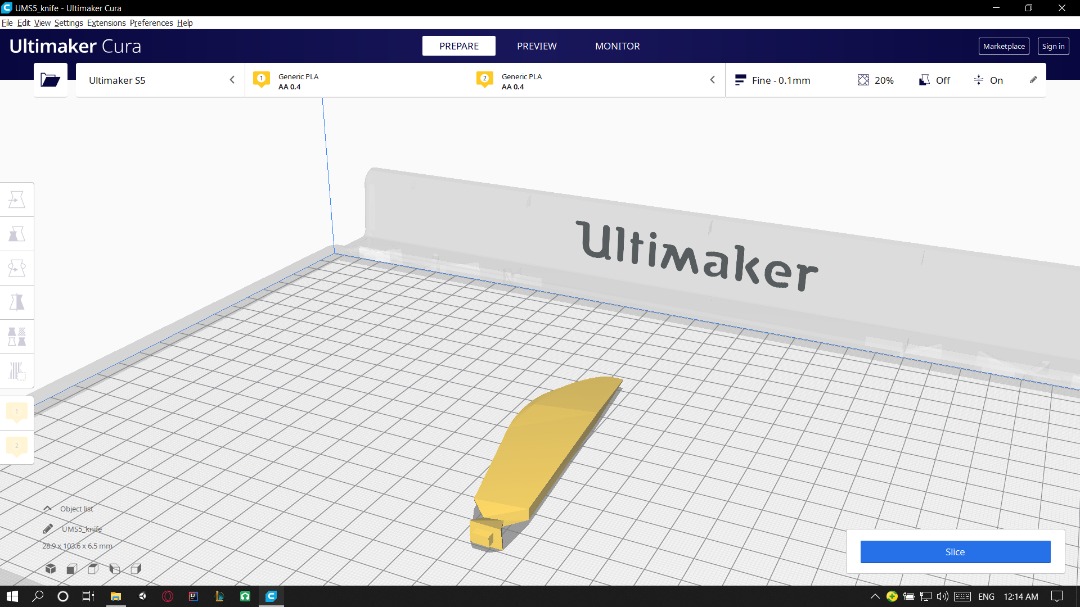 UMS5_knife - Ultimaker Cura
File Edit View Settings Extensions Preferences Help
Ultimaker Cura
PREPARE
PREVIEW
MONITOR
Marketplace
Sign in
Ultimaker S5
1
Generic PLA
AA 0.4
2
Generic PLA
AA 0.4
Fine - 0.1mm
20%
Off
On
Ultimaker
1
2
Object list
UMS5_knife
28.9 x 103.6 x 6.5 mm
Slice
ENG
12:14 AM